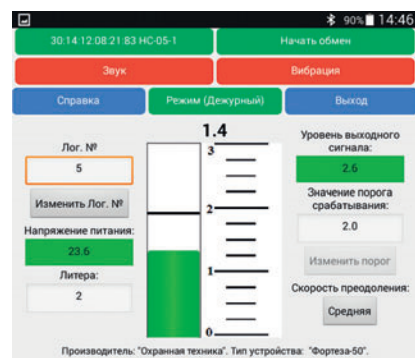 90% 14:46
30:14:12:08:21:83 HC-05-1
Начать обмен
Звук
Вибрация
Справка
Режим (Дежурный)
Выход
1.4
Лог. №
5
Изменить Лог. №
Напряжение питания:
23.6
Литера:
2
3
2
1
0
Уровень выходного
сигнала:
2.6
Значение порога
срабатывания:
2.0
Изменить порог
Скорость преодоления:
Средняя
Производитель: "Охранная техника". Тип устройства: "Фортеза-50".